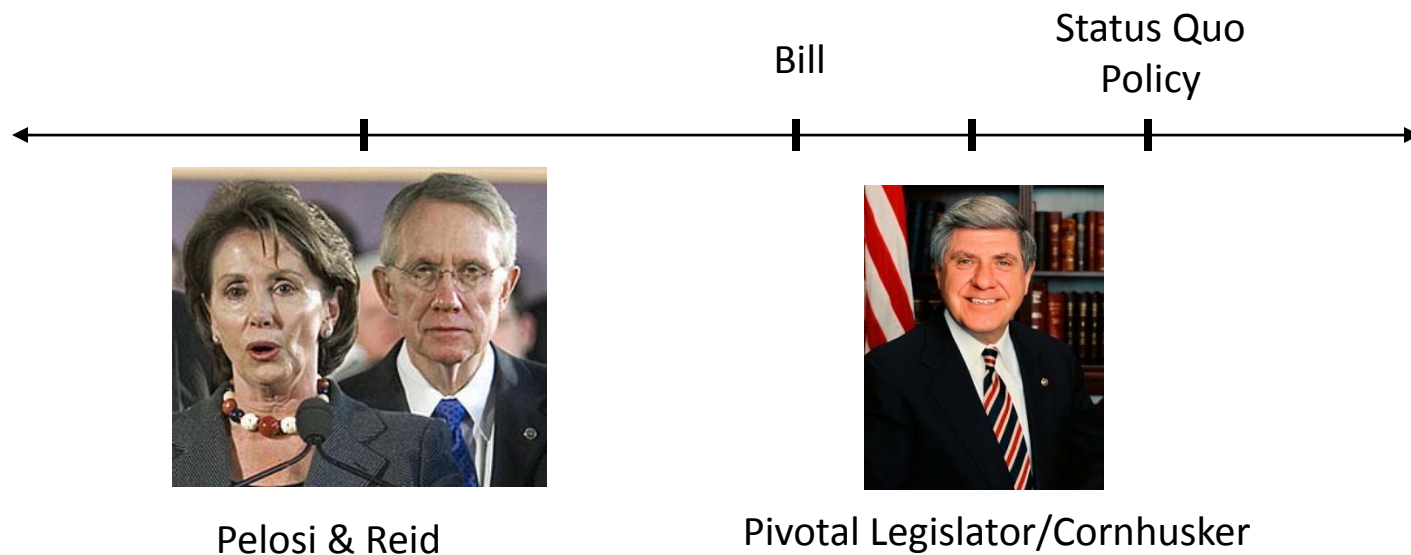 Bill
Status Quo
Policy
Pelosi & Reid
Pivotal Legislator/Cornhusker